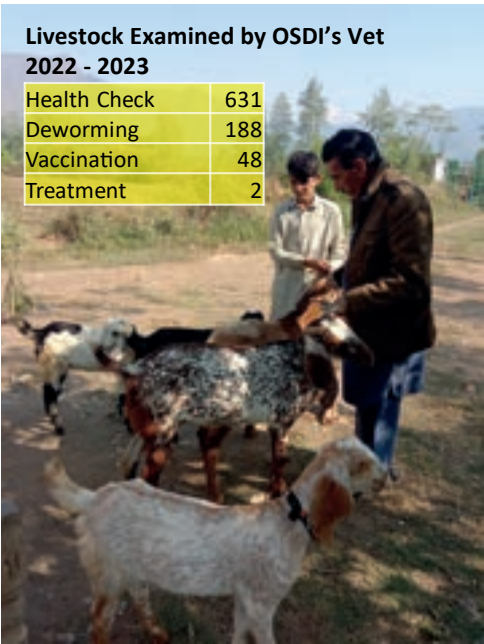 Livestock Examined by OSDI's Vet
2022 - 2023
Health Check 631
Deworming 188
Vaccination 48
Treatment 2